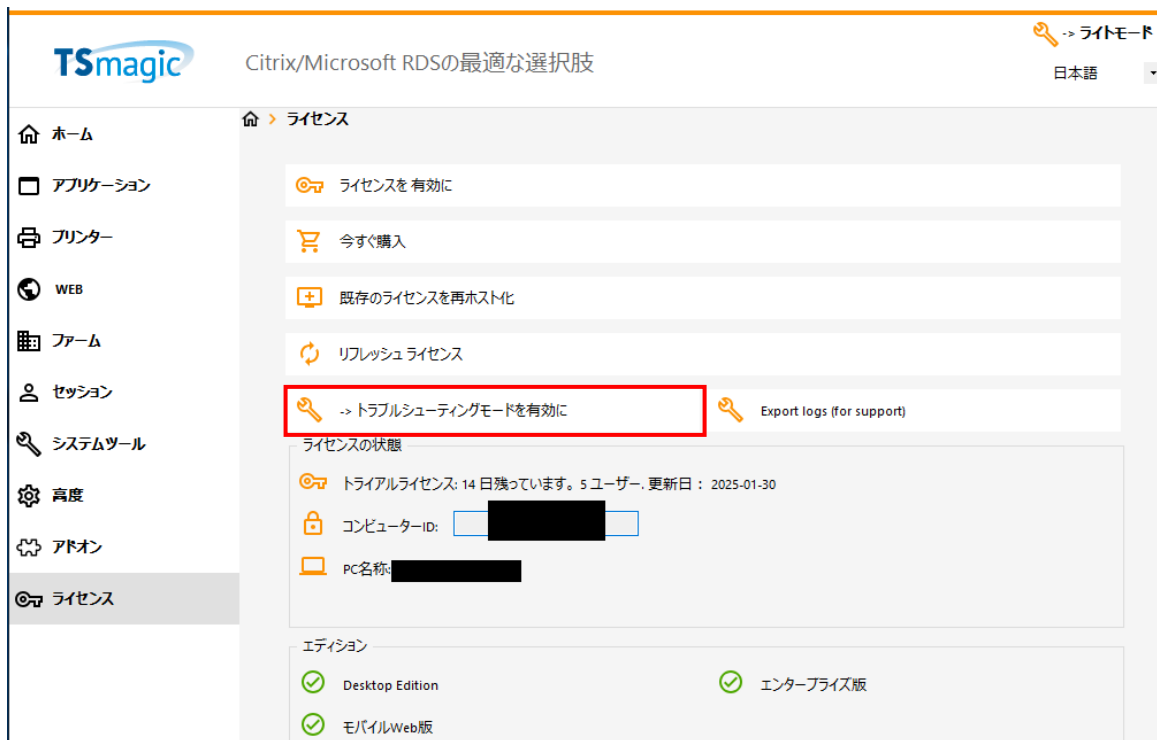 -> ライトモード
TSmagic
Citrix/Microsoft RDSの最適な選択肢
日本語
ホーム
アプリケーション
プリンター
WEB
ファーム
セッション
システムツール
高度
アドオン
ライセンス
> ライセンス
ライセンスを 有効に
今すぐ購入
既存のライセンスを再ホスト化
リフレッシュ ライセンス
-> トラブルシューティングモードを有効に
Export logs (for support)
ライセンスの状態
トライアルライセンス: 14 日残っています。5 ユーザー. 更新日： 2025-01-30
コンピューターID:
PC名称:
エディション
Desktop Edition
エンタープライズ版
モバイルWeb版